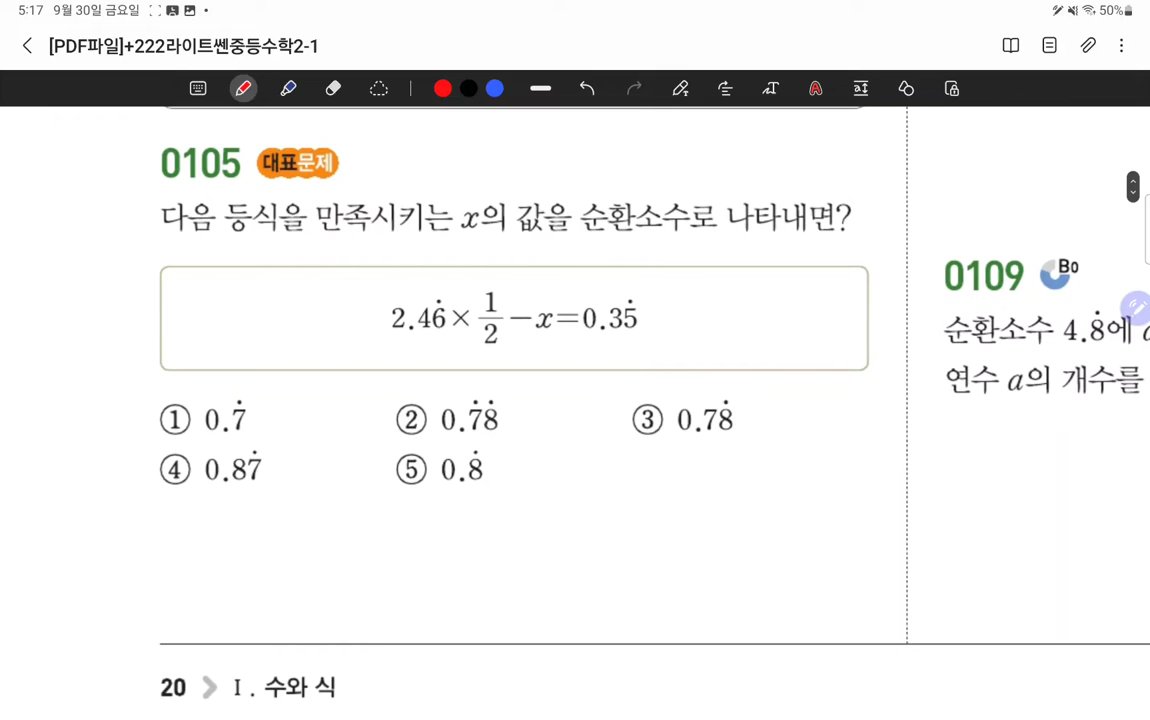 5:17 9월 30일 금요일 50%
[PDF파일]+222라이트쎈중등수학2-1
0105 대표문제
다음 등식을 만족시키는 x의 값을 순환소수로 나타내면?
2.46̇ × 1/2 − x = 0.35̇
① 0.7̇ ② 0.7̇8̇ ③ 0.78̇
④ 0.87̇ ⑤ 0.8̇
20 Ⅰ. 수와 식
0109 B0
순환소수 4.8̇에 a
연수 a의 개수를